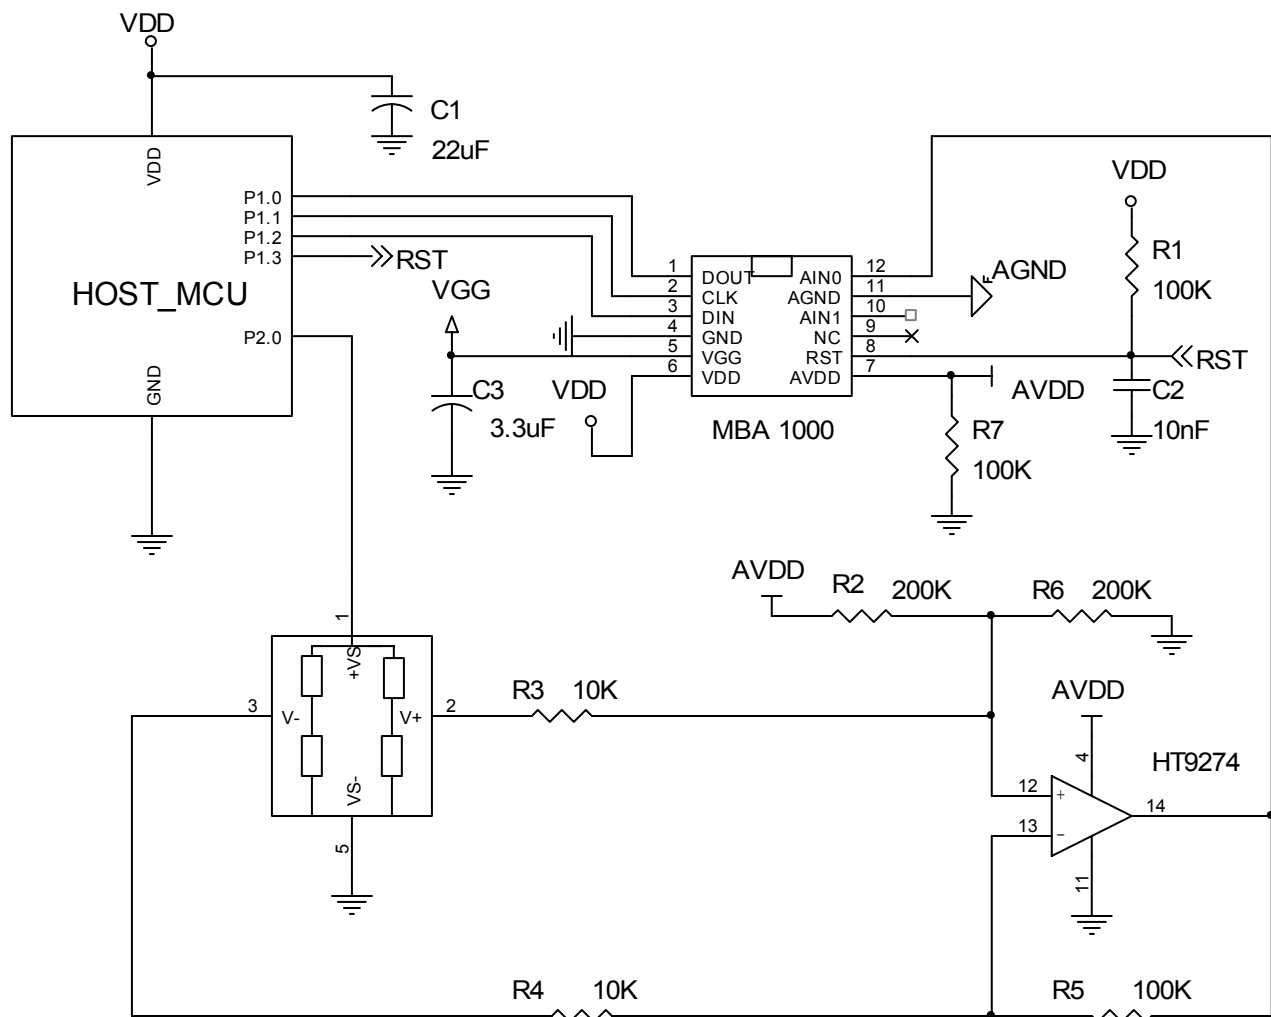 VDD
C1
22uF
VDD
P1.0
P1.1
P1.2
P1.3
RST
HOST_MCU
P2.0
GND
VGG
C3
3.3uF
VDD
1
2
3
4
5
6
DOUT
CLK
DIN
GND
VGG
VDD
AIN0
AGND
AIN1
NC
RST
AVDD
12
11
10
9
8
7
MBA 1000
AGND
VDD
R1
100K
RST
C2
10nF
AVDD
R7
100K
AVDD
R2
200K
R6
200K
1
+VS
3
V-
V+
2
VS-
5
R3
10K
AVDD
4
HT9274
12
+
13
−
14
11
R4
10K
R5
100K